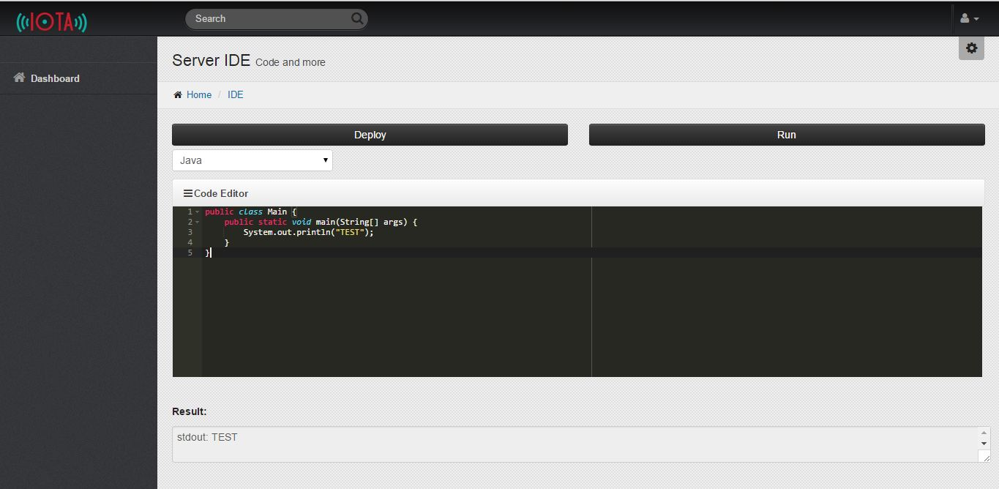 IOTA
Search
Server IDE Code and more
Dashboard
Home / IDE
Deploy
Run
Java
Code Editor
1 public class Main {
2     public static void main(String[] args) {
3         System.out.println("TEST");
4     }
5 }
Result:
stdout: TEST